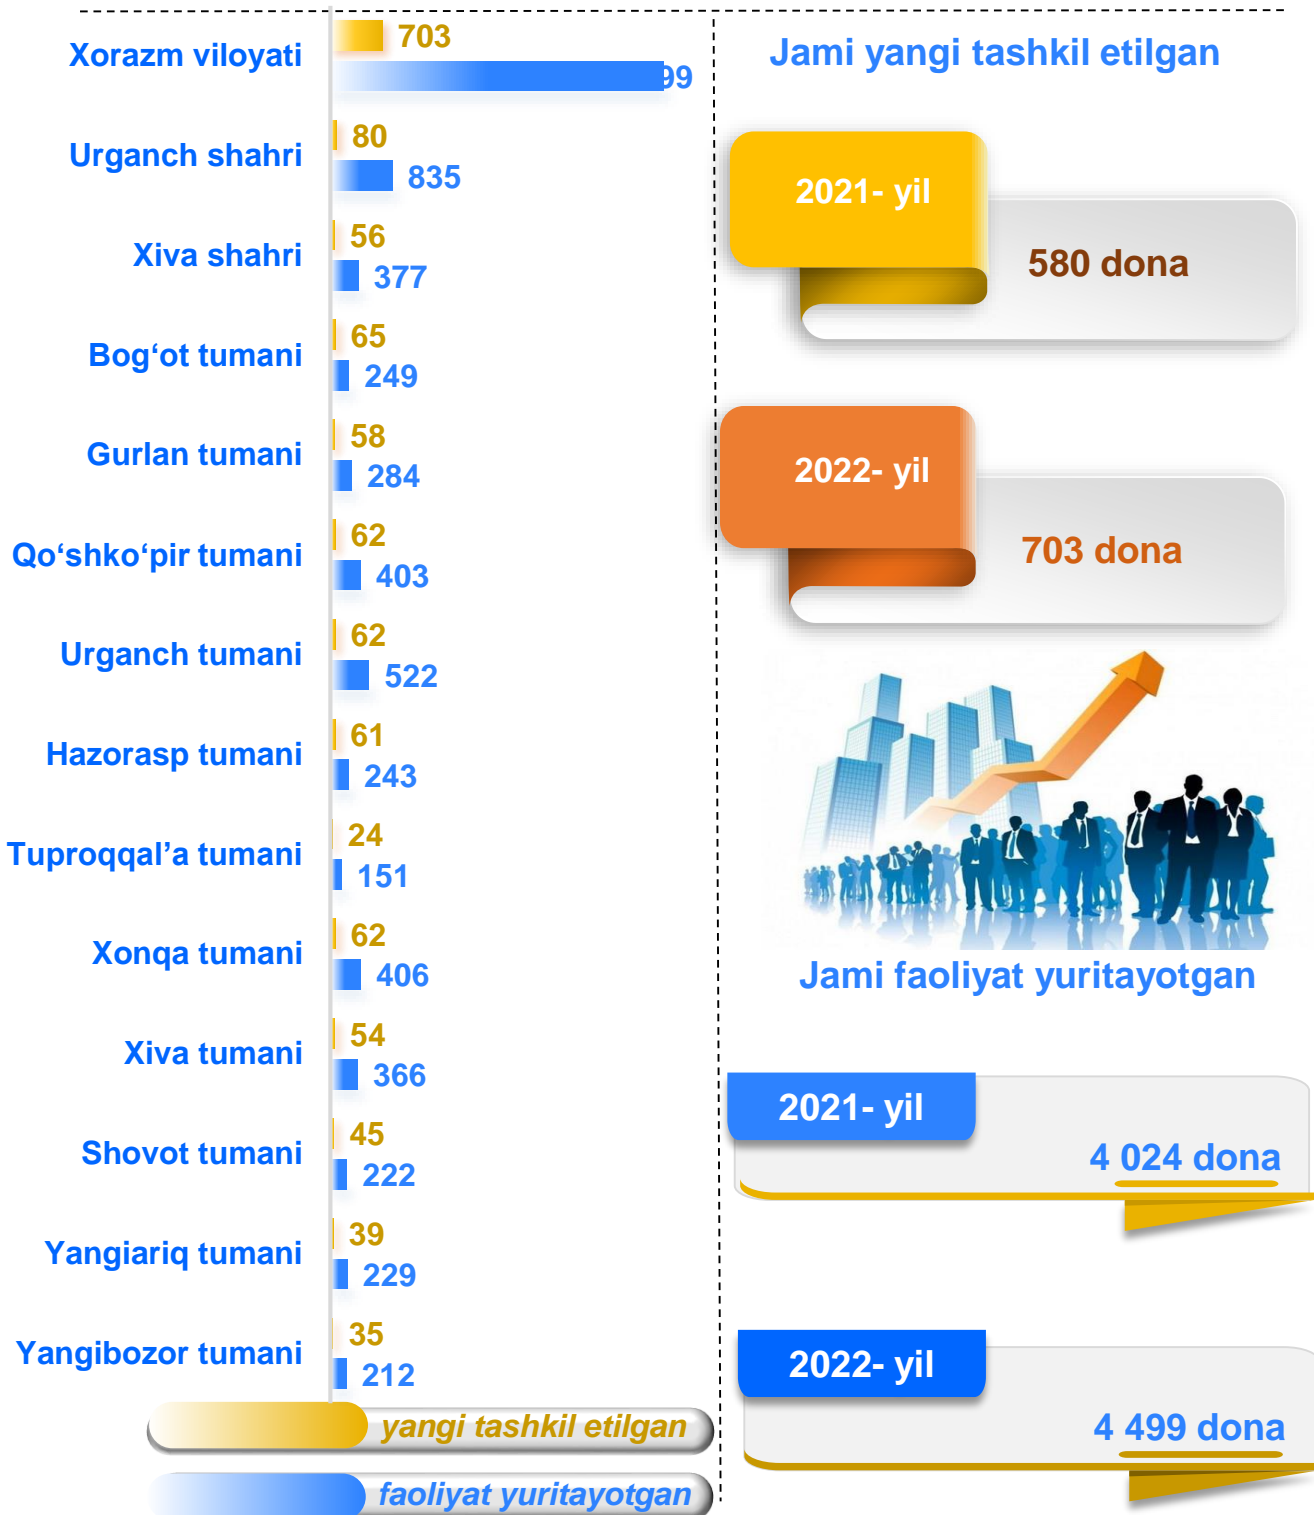 Xorazm viloyati
703
99
Urganch shahri
80
835
Xiva shahri
56
377
Bog‘ot tumani
65
249
Gurlan tumani
58
284
Qo‘shko‘pir tumani
62
403
Urganch tumani
62
522
Hazorasp tumani
61
243
Tuproqqal’a tumani
24
151
Xonqa tumani
62
406
Xiva tumani
54
366
Shovot tumani
45
222
Yangiariq tumani
39
229
Yangibozor tumani
35
212
yangi tashkil etilgan
faoliyat yuritayotgan
Jami yangi tashkil etilgan
2021- yil
580 dona
2022- yil
703 dona
Jami faoliyat yuritayotgan
2021- yil
4 024 dona
2022- yil
4 499 dona